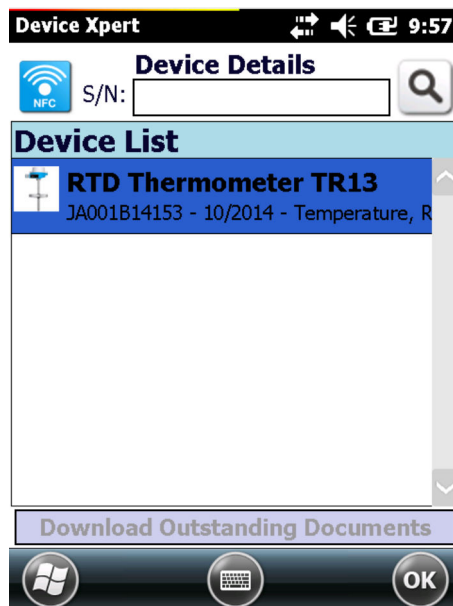 Device Xpert 9:57
Device Details
NFC
S/N:
Device List
RTD Thermometer TR13
JA001B14153 - 10/2014 - Temperature, R
Download Outstanding Documents
OK